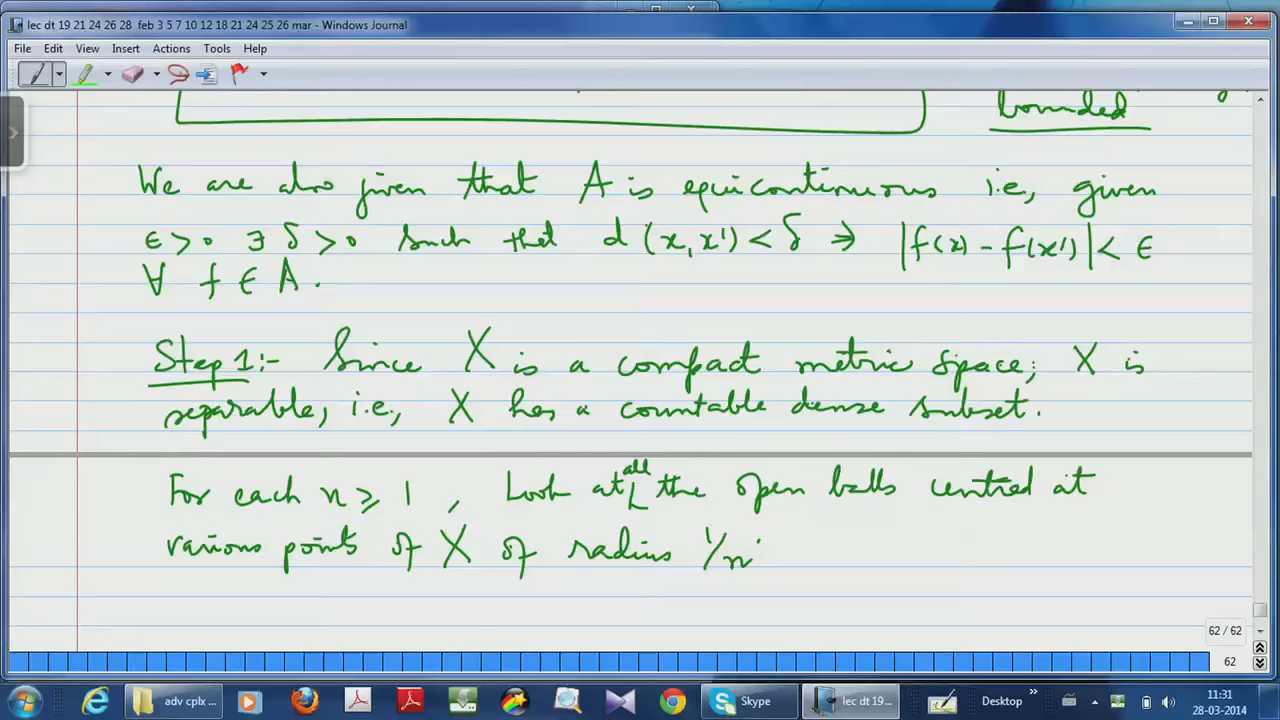 lec dt 19 21 24 26 28 feb 3 5 7 10 12 18 21 24 25 26 mar - Windows Journal
File Edit View Insert Actions Tools Help
bounded
We are also given that A is equicontinuous i.e., given
ϵ > 0 ∃ δ > 0 such that d(x, x') < δ ⇒ |f(x) - f(x')| < ϵ
∀ f ∈ A.
Step 1:- Since X is a compact metric space; X is
separable, i.e., X has a countable dense subset.
For each n ≥ 1, Look at all the open balls centred at
various points of X of radius 1/n
62 / 62
62
adv cplx ...
Skype
lec dt 19...
Desktop
11:31
28-03-2014